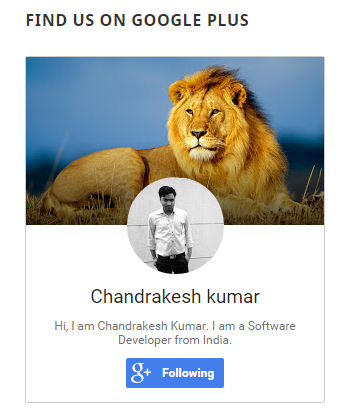 FIND US ON GOOGLE PLUS
Chandrakesh kumar
Hi, I am Chandrakesh Kumar. I am a Software
Developer from India.
g+ Following